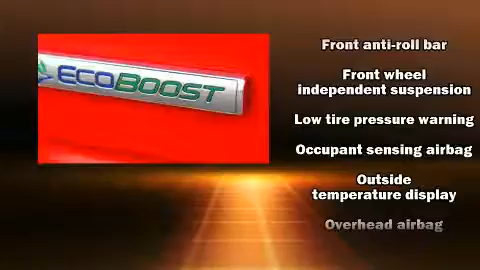 ECOBOOST
Front anti-roll bar
Front wheel
independent suspension
Low tire pressure warning
Occupant sensing airbag
Outside
temperature display
Overhead airbag